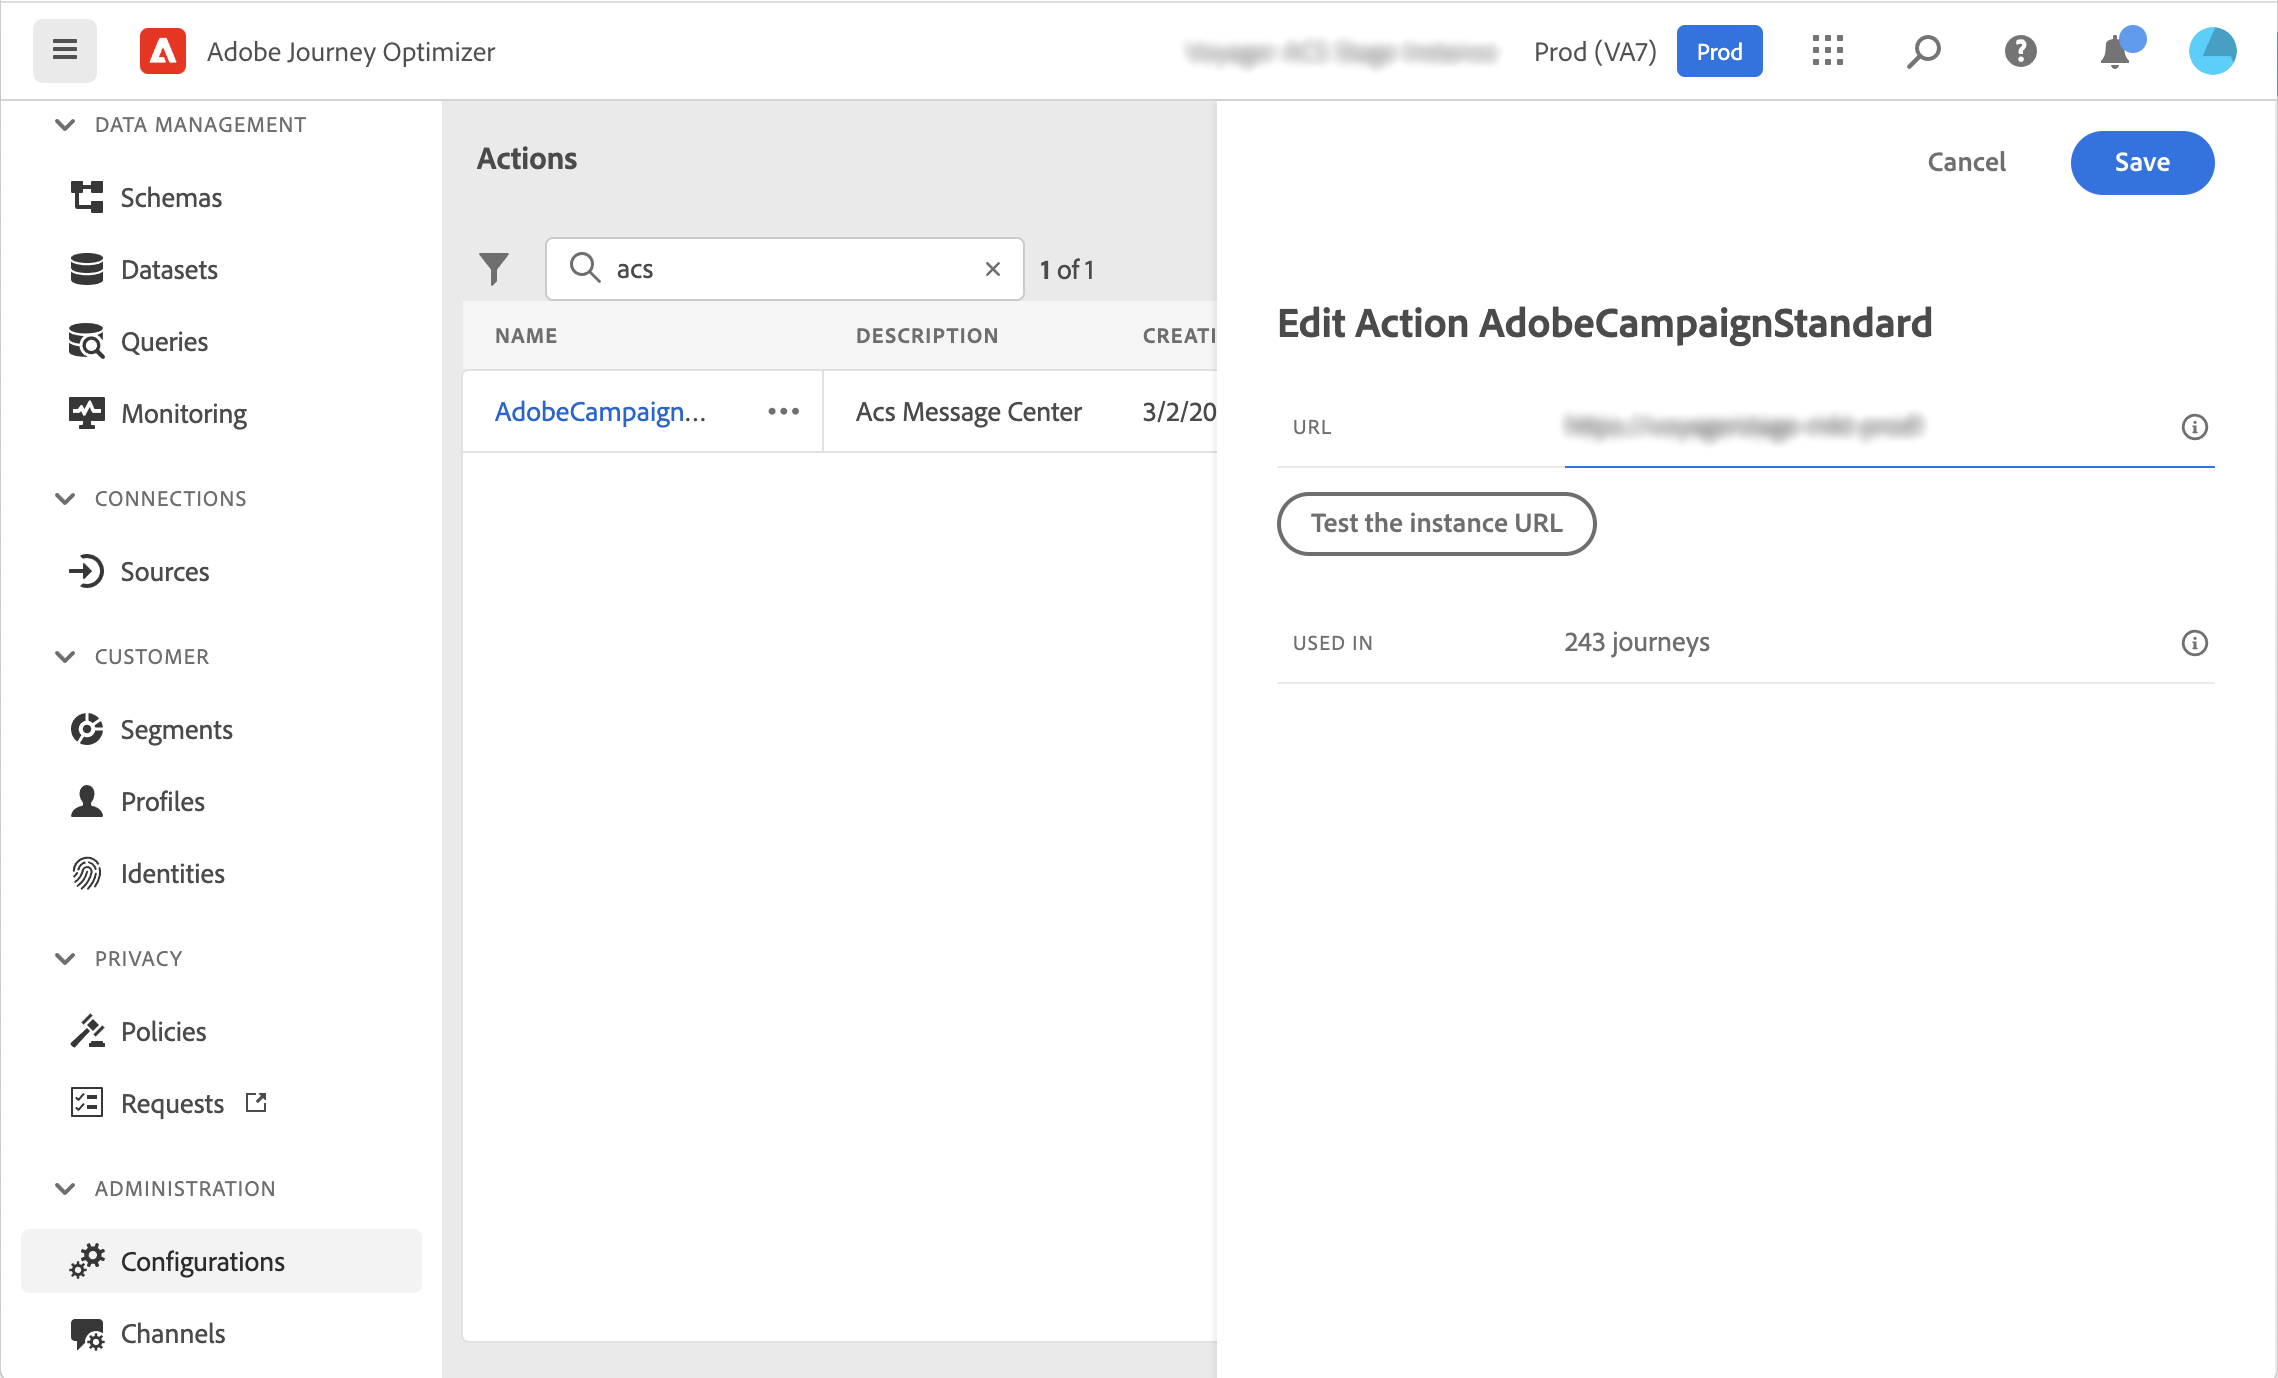 Adobe Journey Optimizer
Prod (VA7)
Prod
DATA MANAGEMENT
Schemas
Datasets
Queries
Monitoring
CONNECTIONS
Sources
CUSTOMER
Segments
Profiles
Identities
PRIVACY
Policies
Requests
ADMINISTRATION
Configurations
Channels
Actions
acs
1 of 1
NAME DESCRIPTION CREATI
AdobeCampaign... Acs Message Center 3/2/20
Cancel
Save
Edit Action AdobeCampaignStandard
URL
Test the instance URL
USED IN 243 journeys